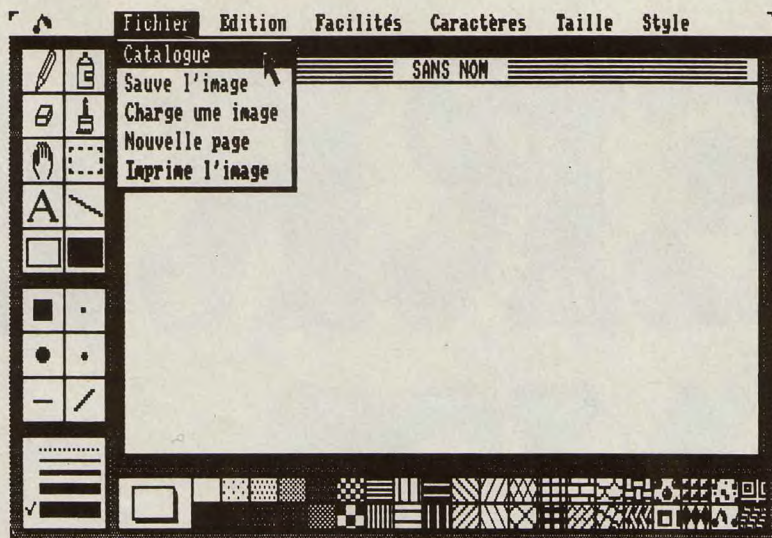 Fichier Edition Facilités Caractères Taille Style
Catalogue
Sauve l'image
Charge une image
Nouvelle page
Imprime l'image
SANS NOM
A